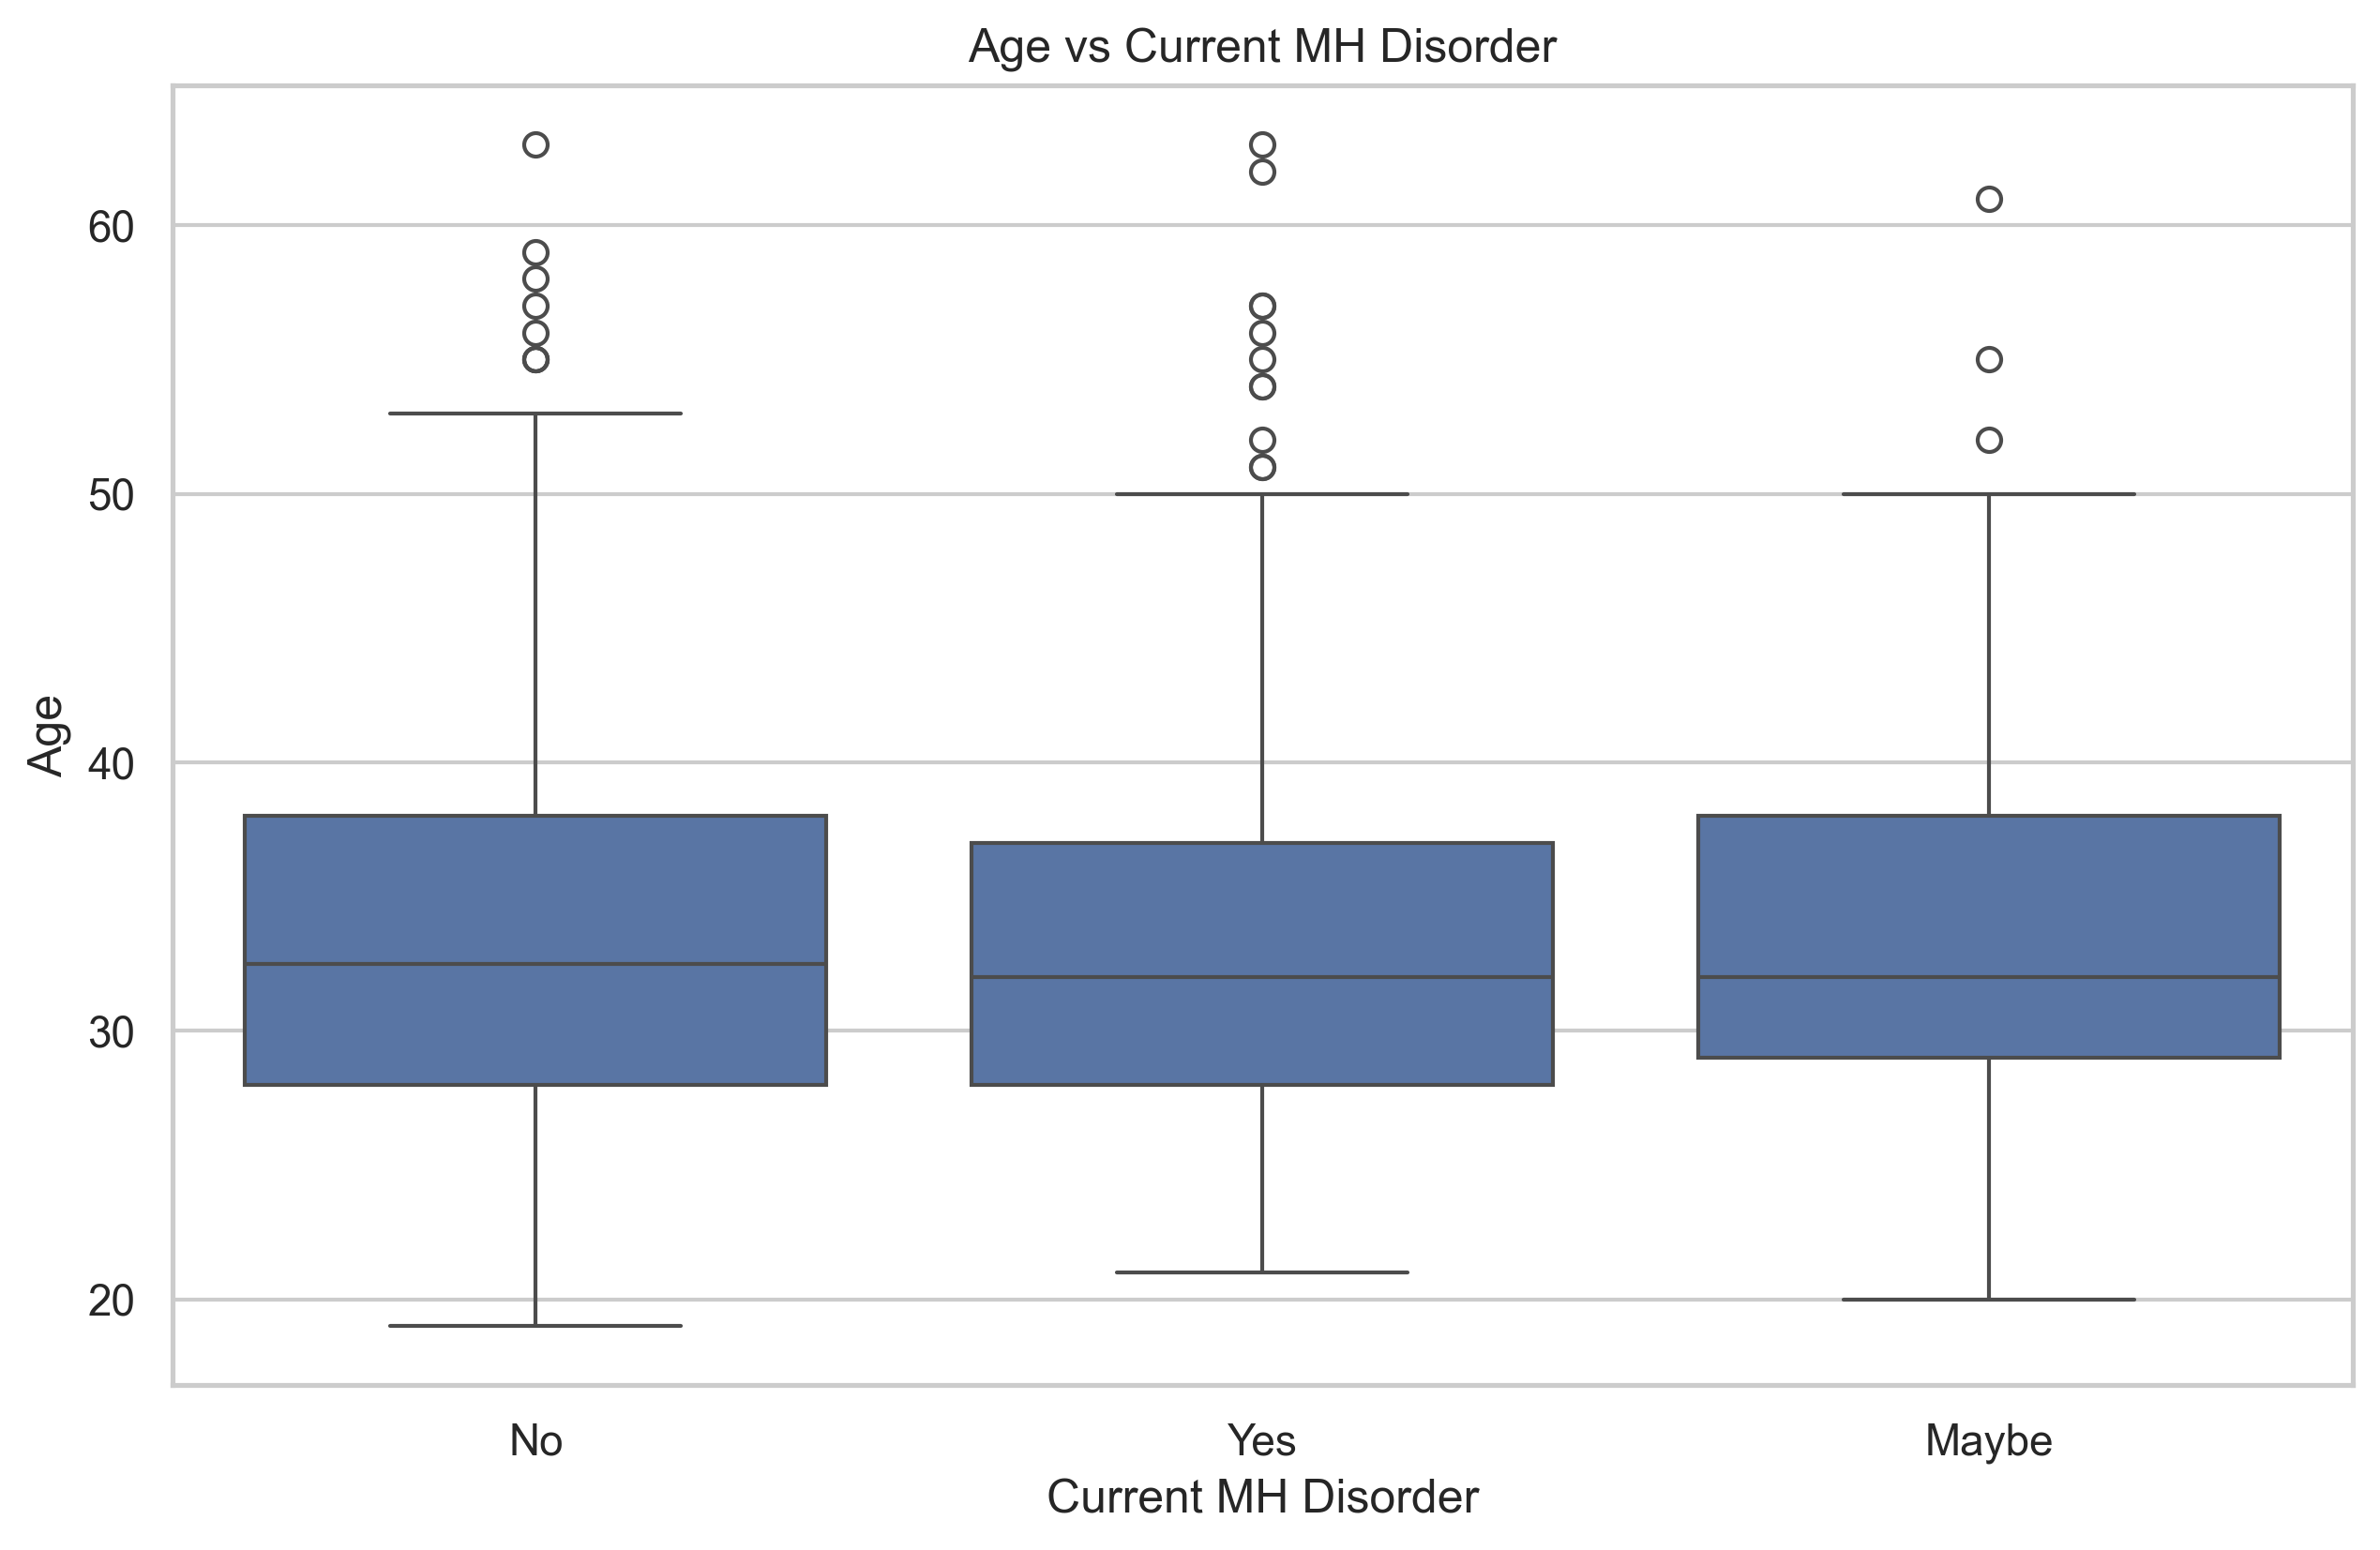 Age vs Current MH Disorder
60
50
40
30
20
Age
No
Yes
Maybe
Current MH Disorder